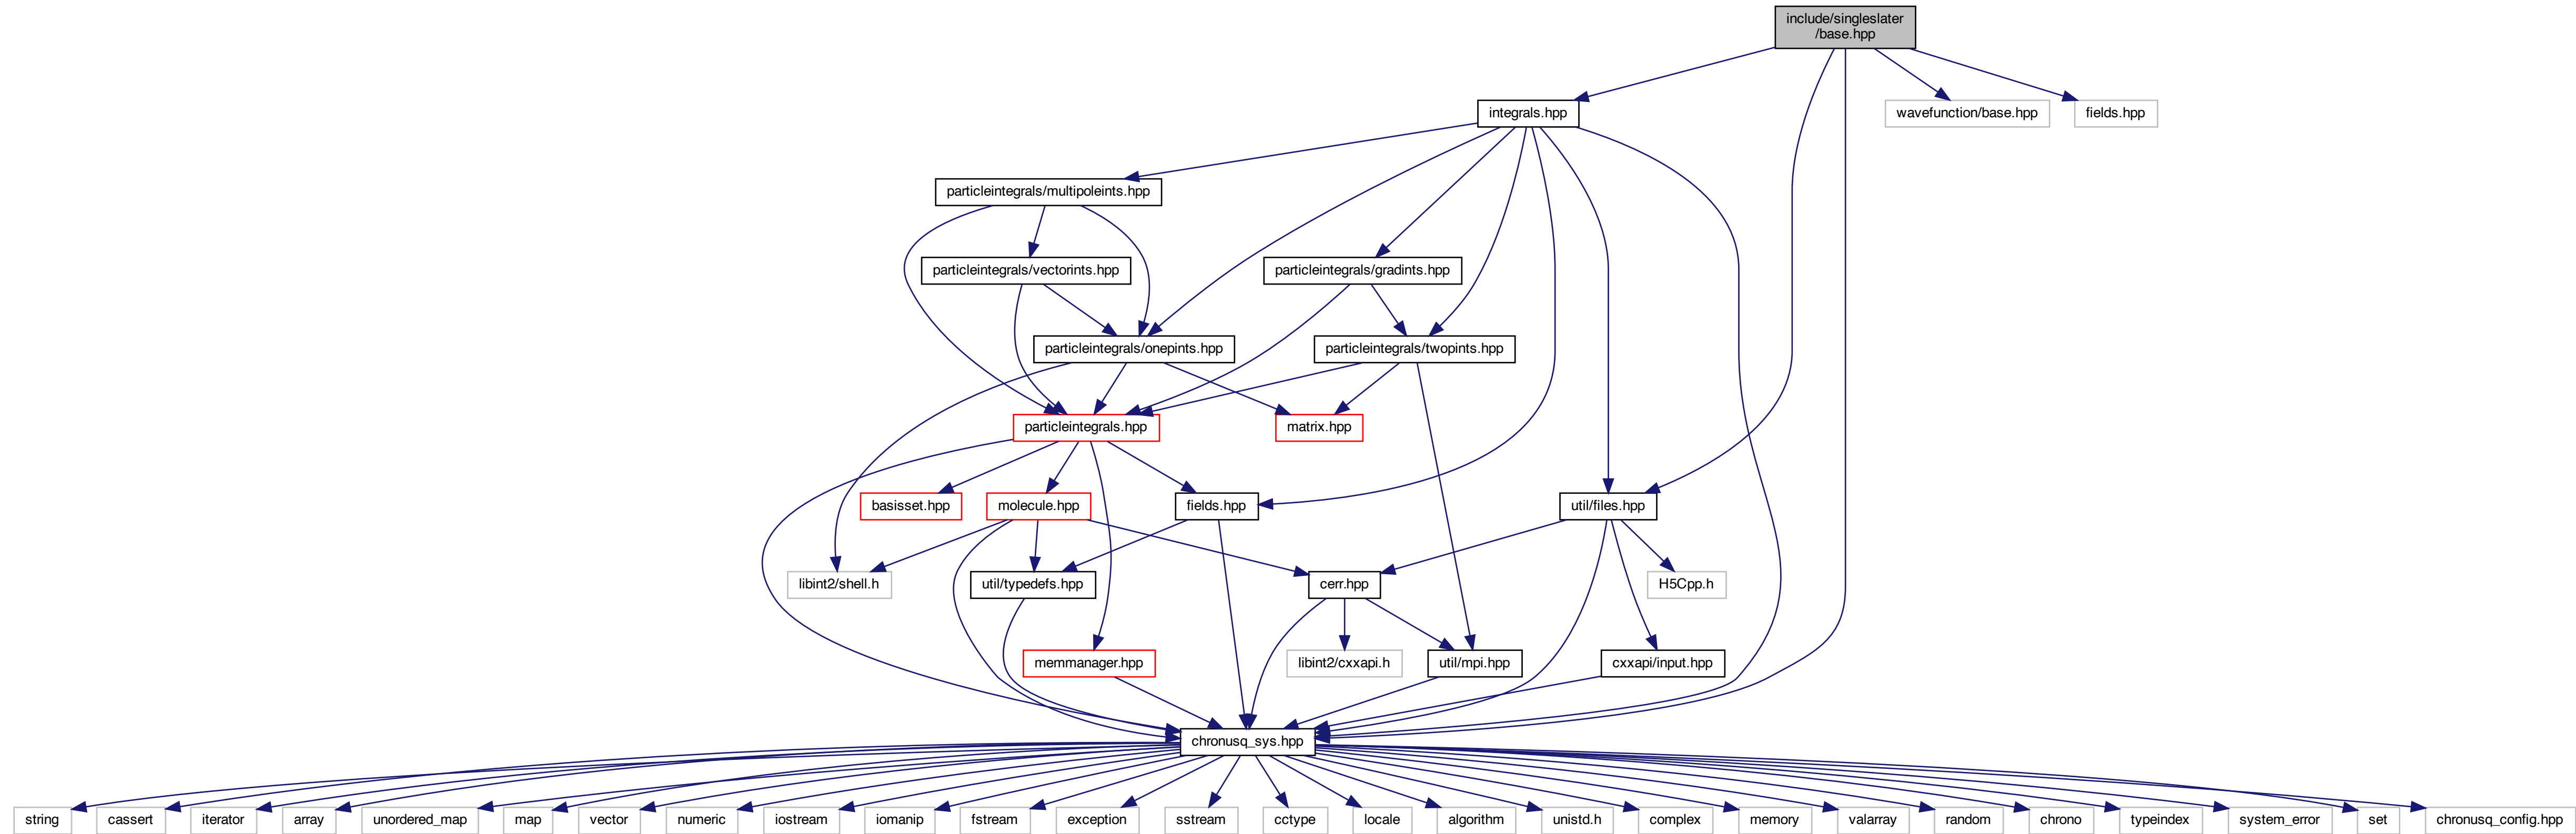 include/singleslater
/base.hpp
integrals.hpp
wavefunction/base.hpp
fields.hpp
particleintegrals/multipoleints.hpp
particleintegrals/vectorints.hpp
particleintegrals/gradints.hpp
particleintegrals/onepints.hpp
particleintegrals/twopints.hpp
particleintegrals.hpp
matrix.hpp
basisset.hpp
molecule.hpp
fields.hpp
util/files.hpp
libint2/shell.h
util/typedefs.hpp
cerr.hpp
H5Cpp.h
memmanager.hpp
libint2/cxxapi.h
util/mpi.hpp
cxxapi/input.hpp
chronusq_sys.hpp
string
cassert
iterator
array
unordered_map
map
vector
numeric
iostream
iomanip
fstream
exception
sstream
cctype
locale
algorithm
unistd.h
complex
memory
valarray
random
chrono
typeindex
system_error
set
chronusq_config.hpp